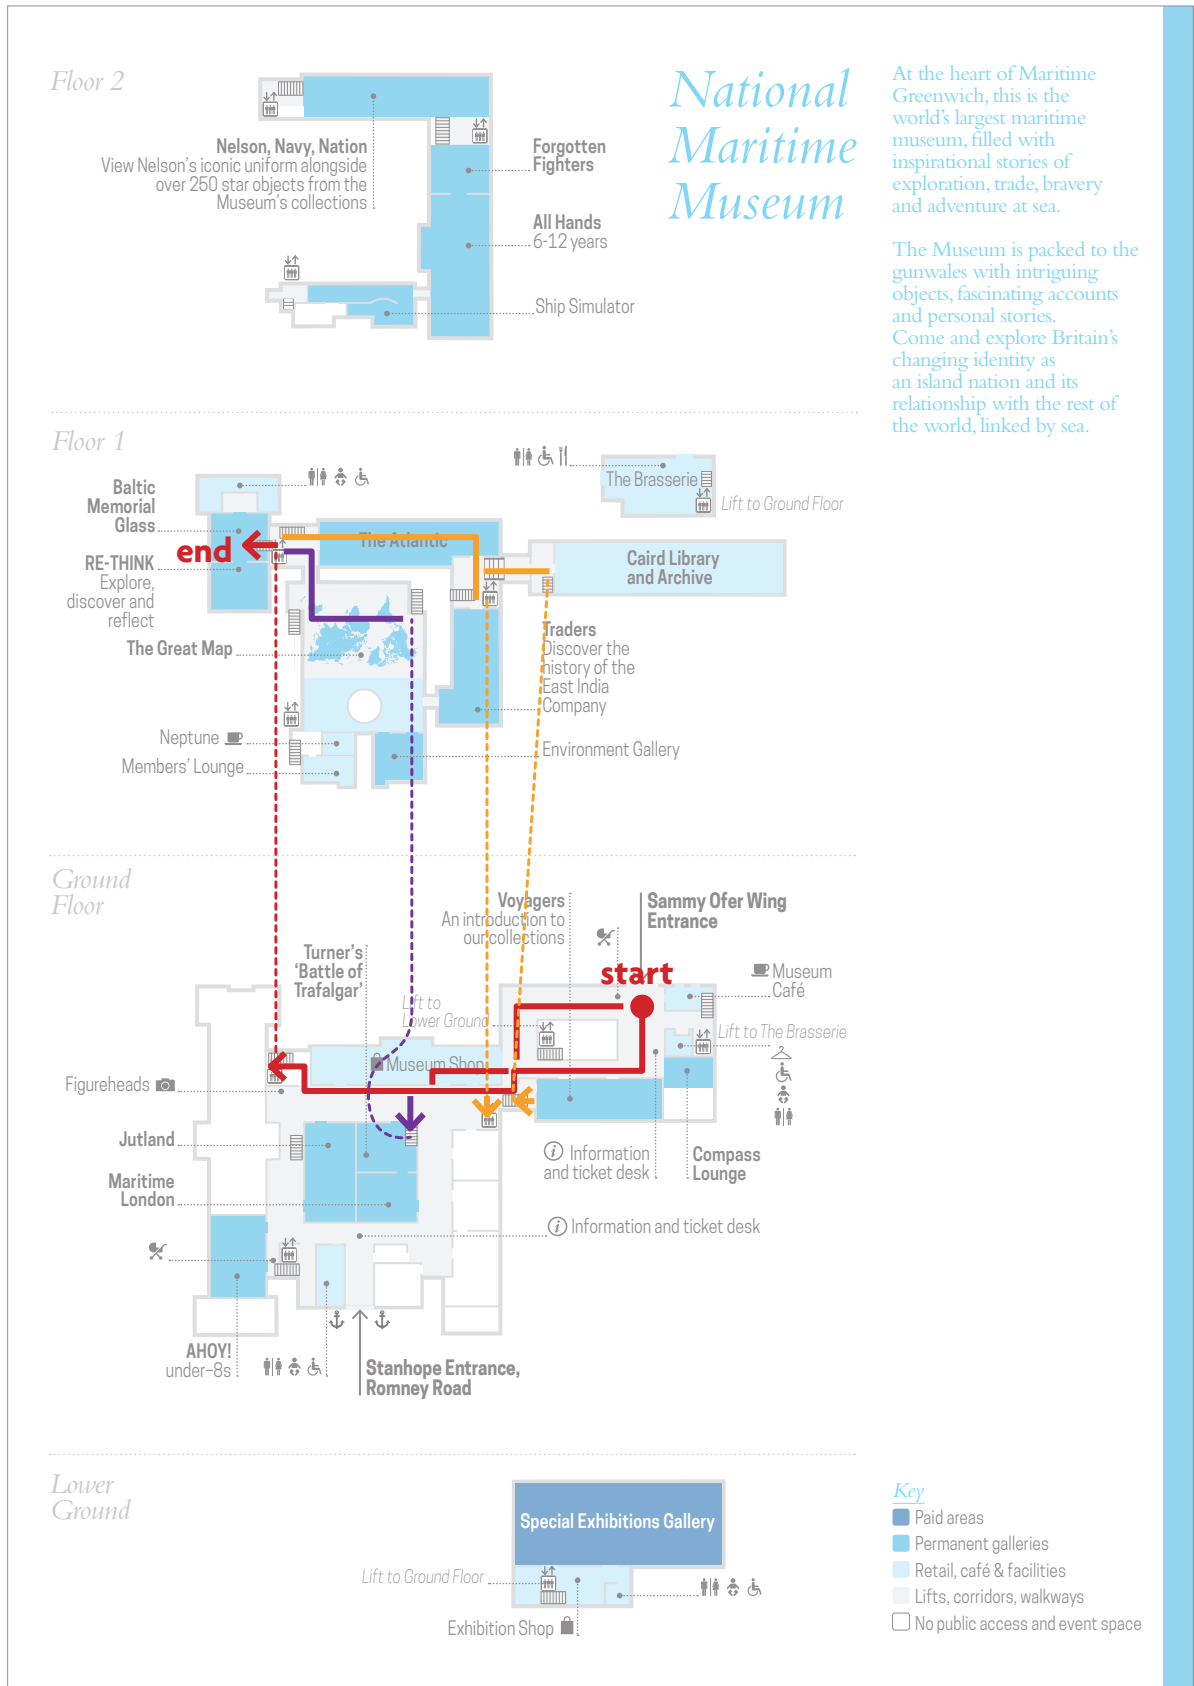 Floor 2
National
Maritime
Museum
At the heart of Maritime
Greenwich, this is the
world's largest maritime
museum, filled with
inspirational stories of
exploration, trade, bravery
and adventure at sea.
The Museum is packed to the
gunwales with intriguing
objects, fascinating accounts
and personal stories.
Come and explore Britain's
changing identity as
an island nation and its
relationship with the rest of
the world, linked by sea.
Nelson, Navy, Nation
View Nelson's iconic uniform alongside
over 250 star objects from the
Museum's collections
Forgotten
Fighters
All Hands
6-12 years
Ship Simulator
Floor 1
Baltic
Memorial
Glass
end
RE-THINK
Explore,
discover and
reflect
The Great Map
Neptune
Members' Lounge
The Atlantic
The Brasserie
Lift to Ground Floor
Caird Library
and Archive
Traders
Discover the
history of the
East India
Company
Environment Gallery
Ground
Floor
Voyagers
An introduction to
our collections
Sammy Ofer Wing
Entrance
start
Turner's
'Battle of
Trafalgar'
Lift to
Lower Ground
Museum
Café
Lift to The Brasserie
Museum Shop
Figureheads
Jutland
Maritime
London
i Information
and ticket desk
Compass
Lounge
i Information and ticket desk
AHOY!
under-8s
Stanhope Entrance,
Romney Road
Lower
Ground
Special Exhibitions Gallery
Lift to Ground Floor
Exhibition Shop
Key
Paid areas
Permanent galleries
Retail, café & facilities
Lifts, corridors, walkways
No public access and event space